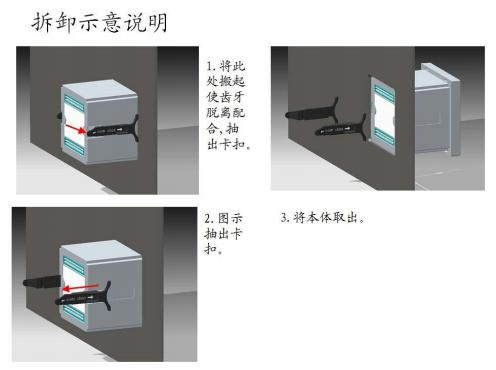 拆卸示意说明
1.将此
处搬起
使齿牙
脱离配
合,抽
出卡扣。
2.图示
抽出卡
扣。
3.将本体取出。